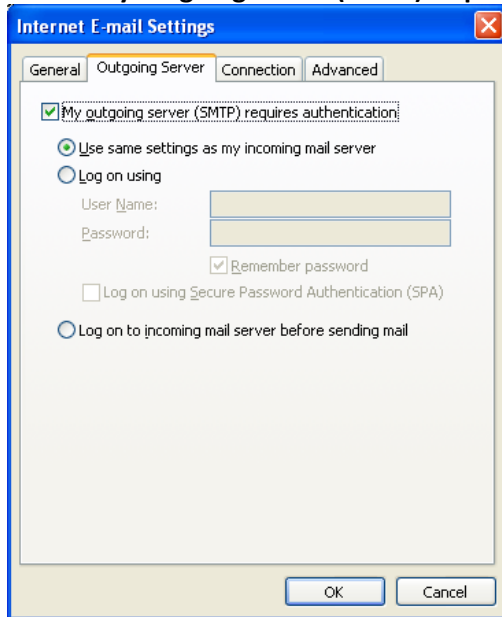 Internet E-mail Settings
General Outgoing Server Connection Advanced
My outgoing server (SMTP) requires authentication
Use same settings as my incoming mail server
Log on using
User Name:
Password:
Remember password
Log on using Secure Password Authentication (SPA)
Log on to incoming mail server before sending mail
OK Cancel